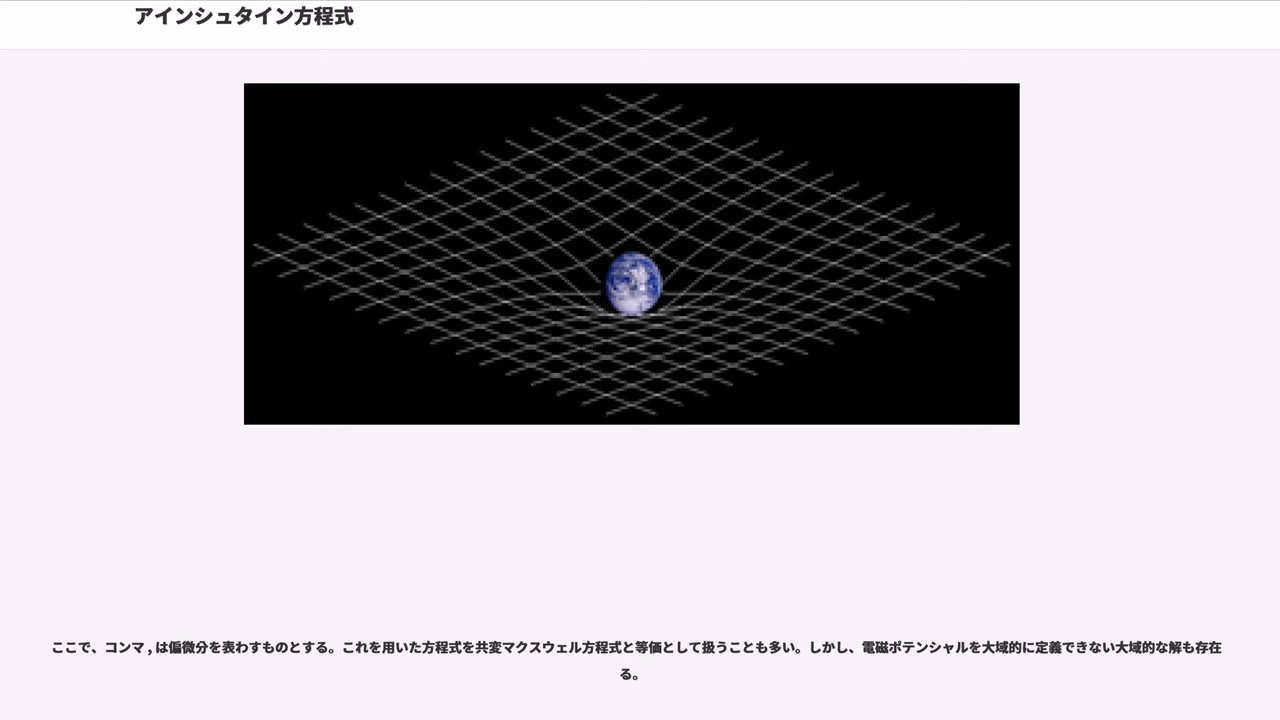 アインシュタイン方程式
ここで、コンマ , は偏微分を表わすものとする。これを用いた方程式を共変マクスウェル方程式と等価として扱うことも多い。しかし、電磁ポテンシャルを大域的に定義できない大域的な解も存在
る。